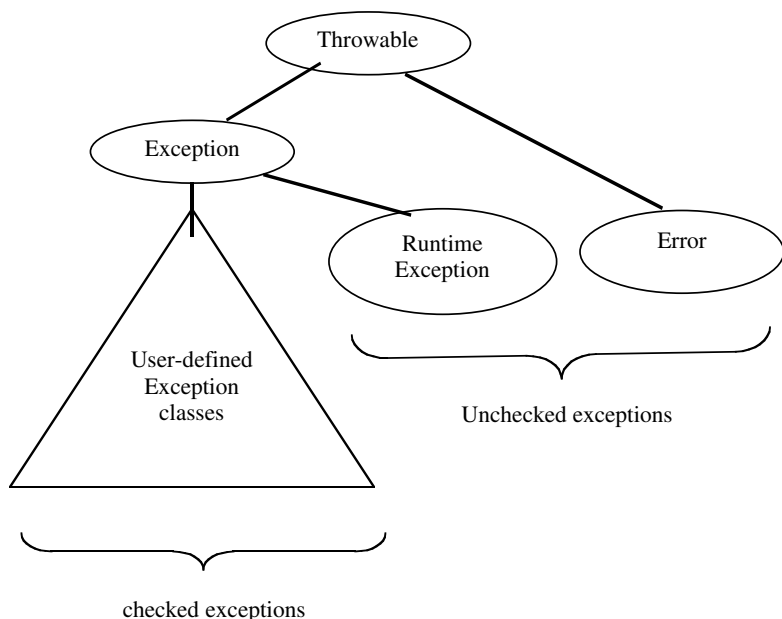 Throwable
Exception
Runtime
Exception
Error
User-defined
Exception
classes
Unchecked exceptions
checked exceptions